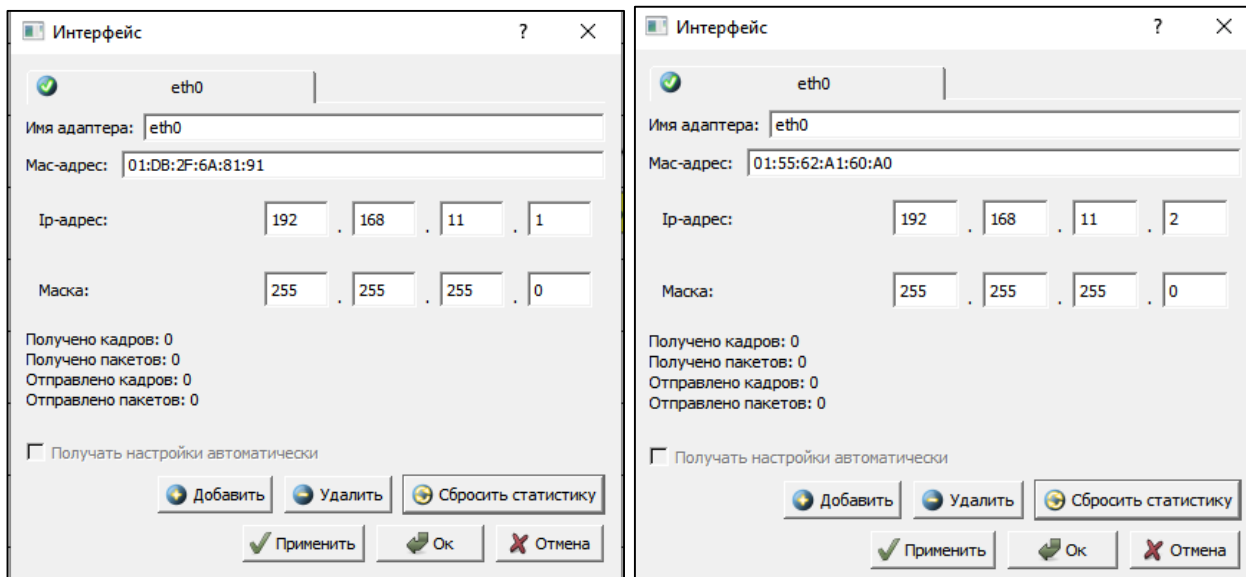 Интерфейс ? ×
eth0
Имя адаптера: eth0
Мас-адрес: 01:DB:2F:6A:81:91
Ip-адрес: 192 . 168 . 11 . 1
Маска: 255 . 255 . 255 . 0
Получено кадров: 0
Получено пакетов: 0
Отправлено кадров: 0
Отправлено пакетов: 0
Получать настройки автоматически
Добавить Удалить Сбросить статистику
Применить Ок Отмена
Интерфейс ? ×
eth0
Имя адаптера: eth0
Мас-адрес: 01:55:62:A1:60:A0
Ip-адрес: 192 . 168 . 11 . 2
Маска: 255 . 255 . 255 . 0
Получено кадров: 0
Получено пакетов: 0
Отправлено кадров: 0
Отправлено пакетов: 0
Получать настройки автоматически
Добавить Удалить Сбросить статистику
Применить Ок Отмена